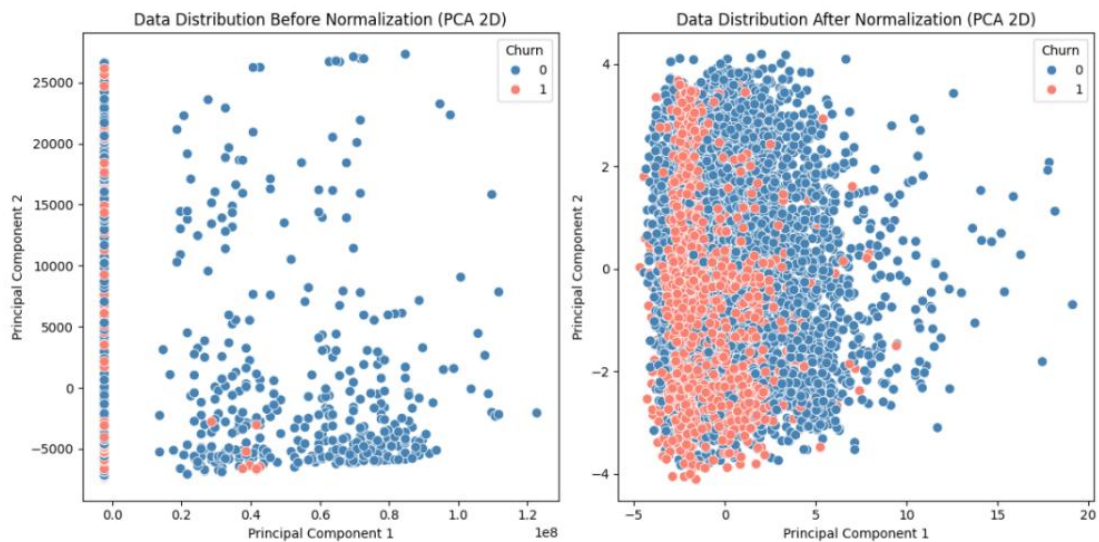 Data Distribution Before Normalization (PCA 2D)
Churn
0
1
25000
20000
15000
10000
5000
0
−5000
Principal Component 2
0.0 0.2 0.4 0.6 0.8 1.0 1.2
1e8
Principal Component 1
Data Distribution After Normalization (PCA 2D)
Churn
0
1
4
2
0
−2
−4
Principal Component 2
−5 0 5 10 15 20
Principal Component 1